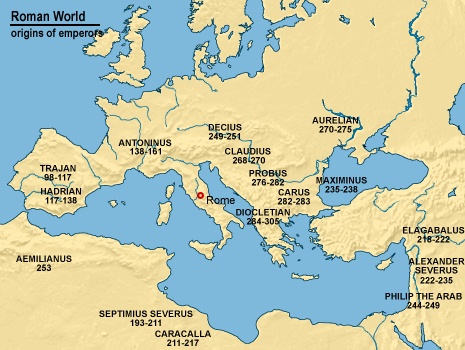 Roman World
origins of emperors
AURELIAN
270-275
DECIUS
249-251
ANTONINUS
138-161
CLAUDIUS
268-270
TRAJAN
98-117
PROBUS
276-282
MAXIMINUS
235-238
HADRIAN
117-138
CARUS
282-283
Rome
DIOCLETIAN
284-305
ELAGABALUS
218-222
AEMILIANUS
253
ALEXANDER
SEVERUS
222-235
PHILIP THE ARAB
244-249
SEPTIMIUS SEVERUS
193-211
CARACALLA
211-217